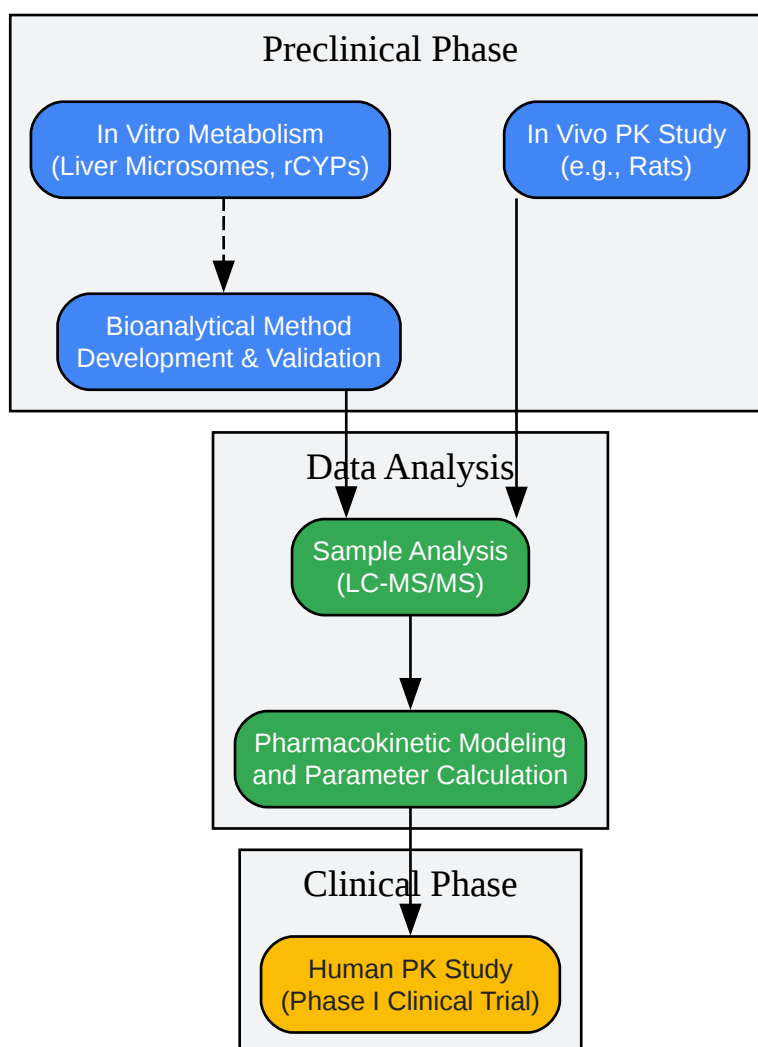 Preclinical Phase
In Vitro Metabolism
(Liver Microsomes, rCYPs)
In Vivo PK Study
(e.g., Rats)
Bioanalytical Method
Development & Validation
Data Analysis
Sample Analysis
(LC-MS/MS)
Pharmacokinetic Modeling
and Parameter Calculation
Clinical Phase
Human PK Study
(Phase I Clinical Trial)